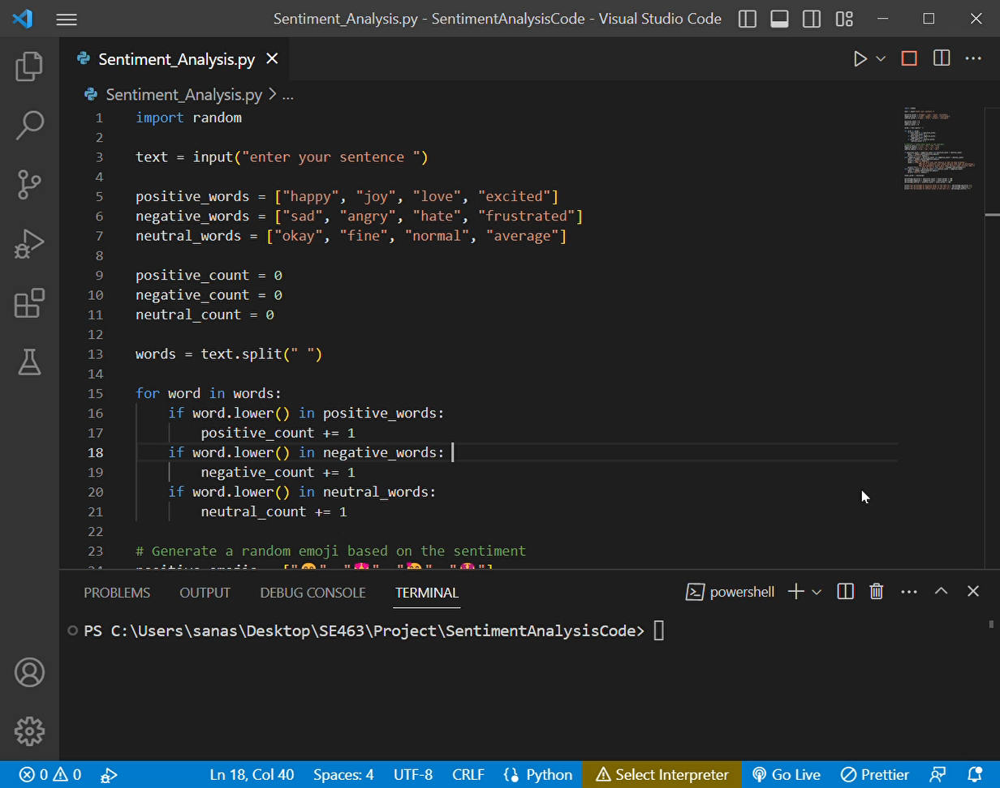 Sentiment_Analysis.py - SentimentAnalysisCode - Visual Studio Code
Sentiment_Analysis.py
Sentiment_Analysis.py > ...
1 import random
2
3 text = input("enter your sentence ")
4
5 positive_words = ["happy", "joy", "love", "excited"]
6 negative_words = ["sad", "angry", "hate", "frustrated"]
7 neutral_words = ["okay", "fine", "normal", "average"]
8
9 positive_count = 0
10 negative_count = 0
11 neutral_count = 0
12
13 words = text.split(" ")
14
15 for word in words:
16 if word.lower() in positive_words:
17 positive_count += 1
18 if word.lower() in negative_words:
19 negative_count += 1
20 if word.lower() in neutral_words:
21 neutral_count += 1
22
23 # Generate a random emoji based on the sentiment
PROBLEMS OUTPUT DEBUG CONSOLE TERMINAL powershell
PS C:\Users\sanas\Desktop\SE463\Project\SentimentAnalysisCode>
0 0 Ln 18, Col 40 Spaces: 4 UTF-8 CRLF Python Select Interpreter Go Live Prettier